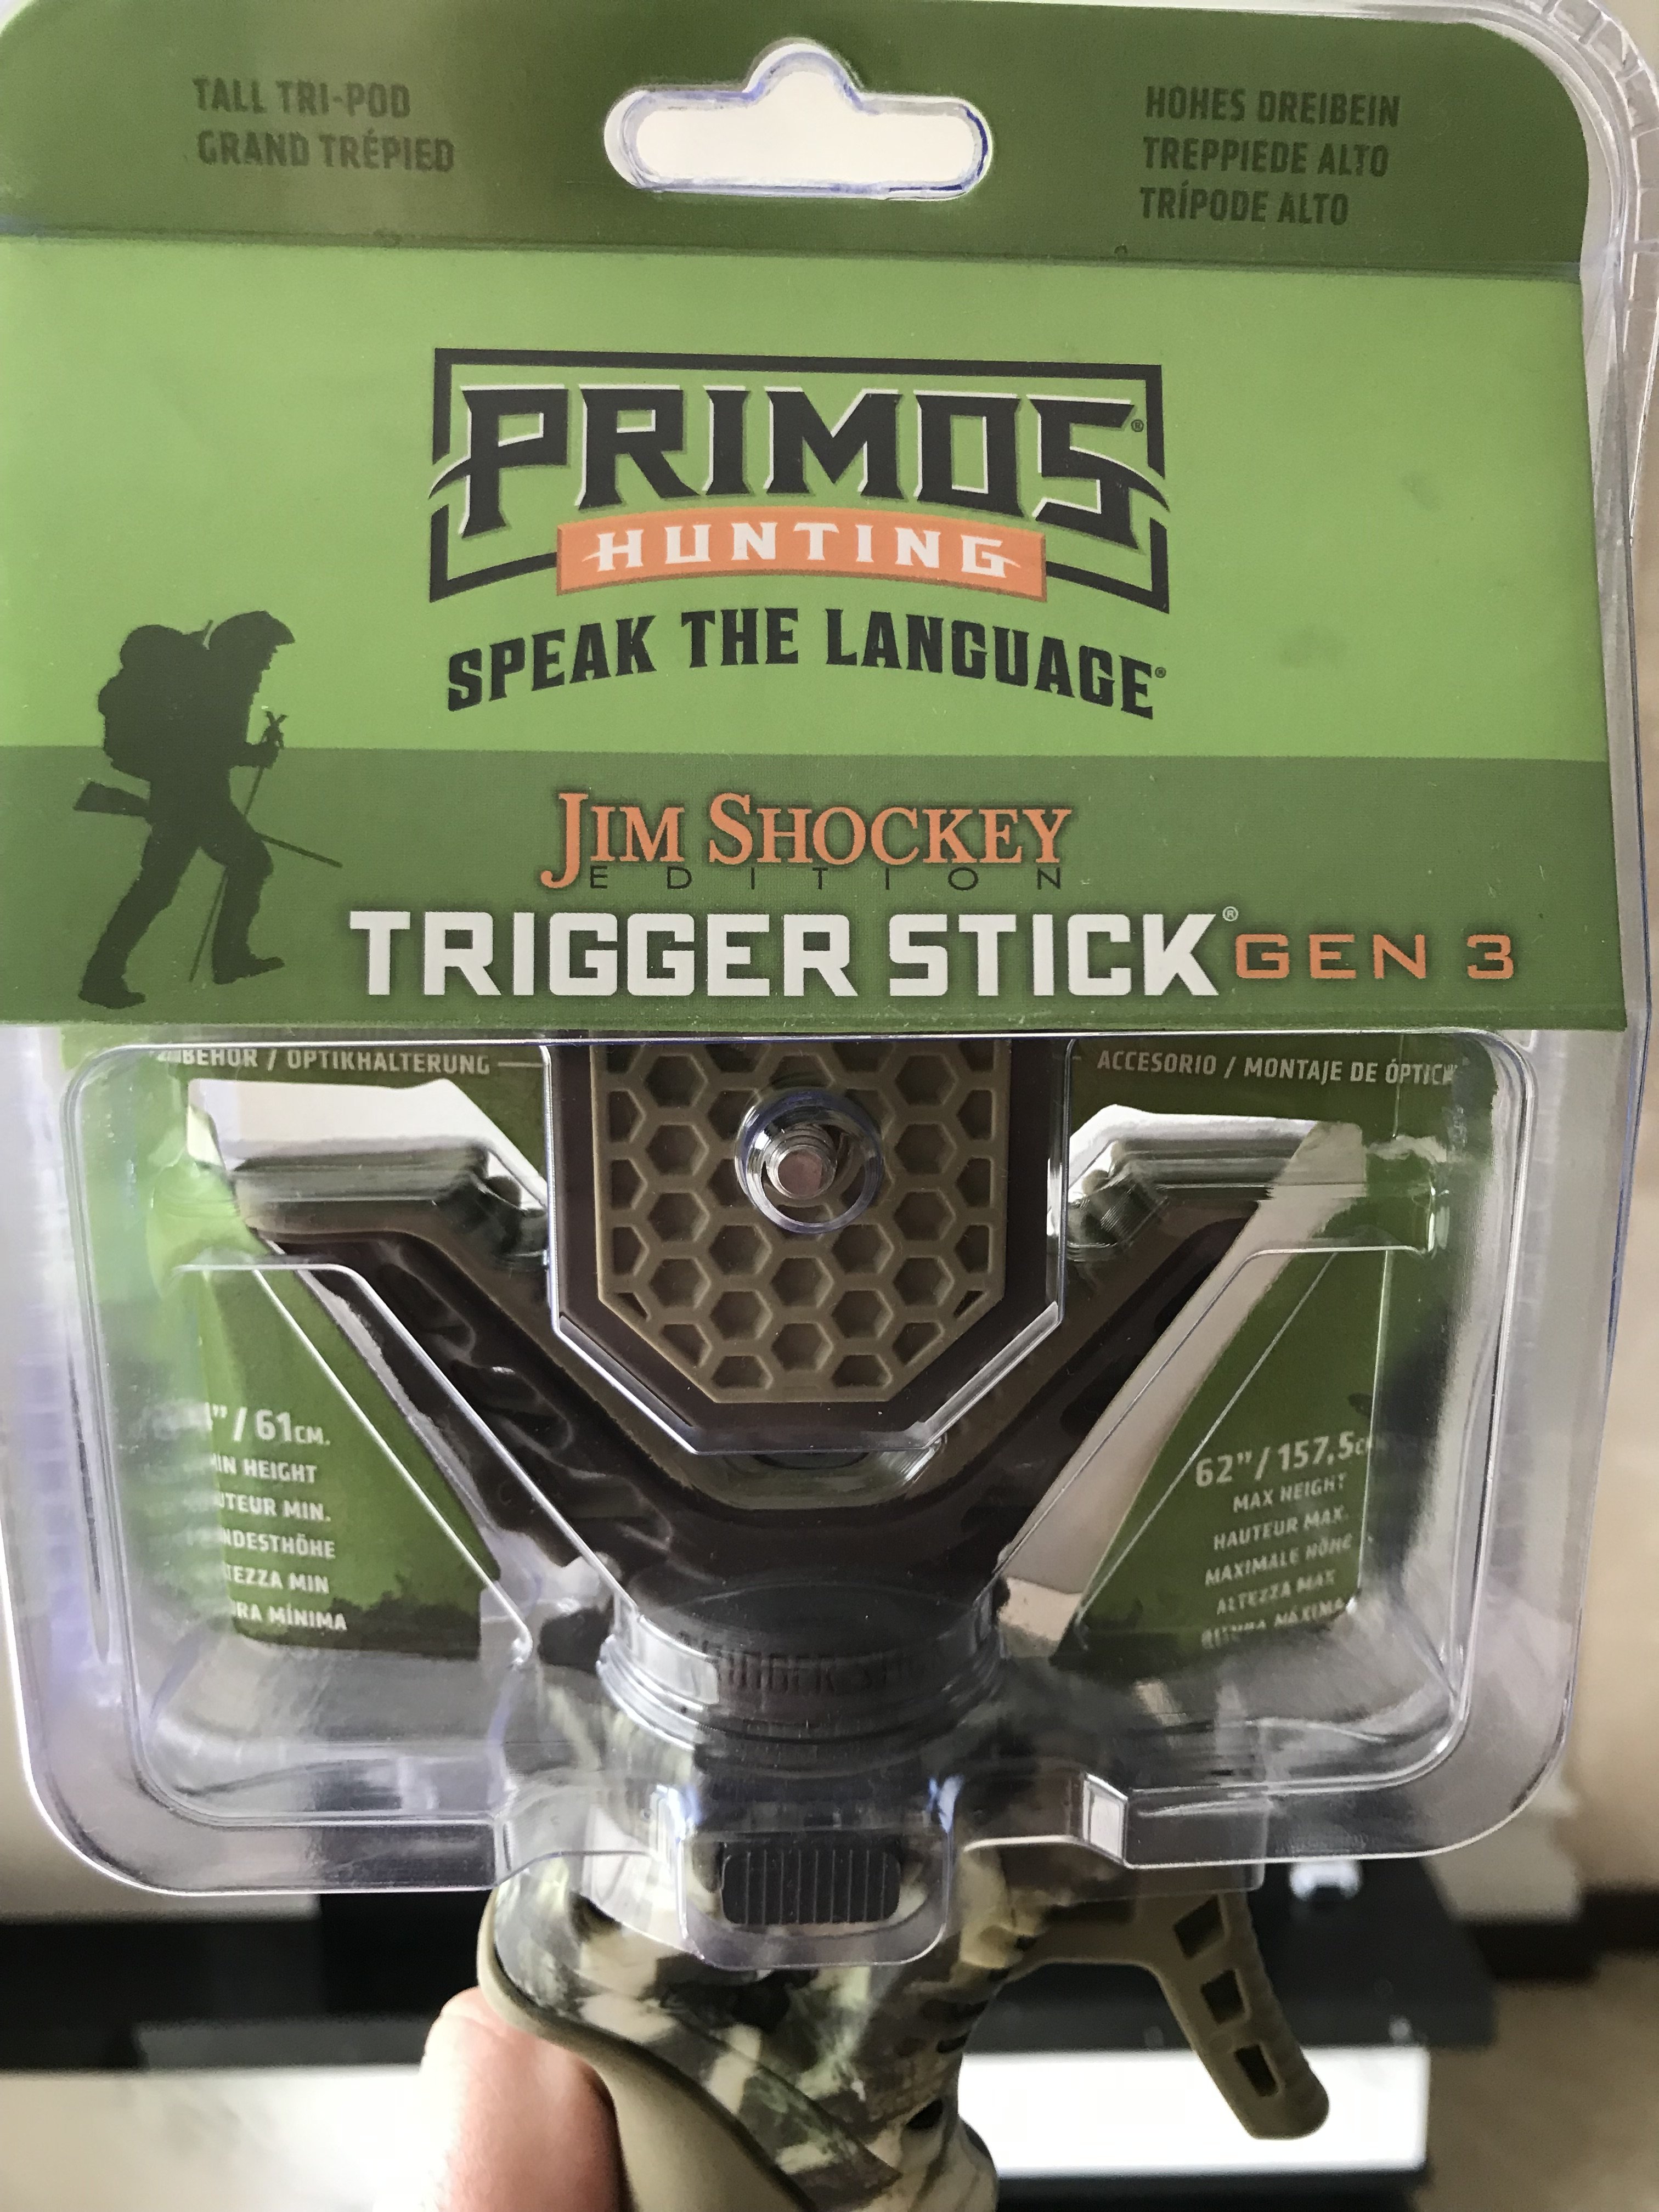 TALL TRI-POD
GRAND TRÉPIED
HOHES DREIBEIN
TREPPIEDE ALTO
TRÍPODE ALTO
PRIMOS®
HUNTING
SPEAK THE LANGUAGE®
JIM SHOCKEY
EDITION
TRIGGER STICK® GEN 3
/ OPTIKHALTERUNG
ACCESORIO / MONTAJE DE
" / 61CM.
HEIGHT
MIN.
MIN
MÍNIMA
62" / 157,5
MAX HEIGHT
HAUTEUR MAX.
MAXIMALE HÖHE
ALTEZZA MAX